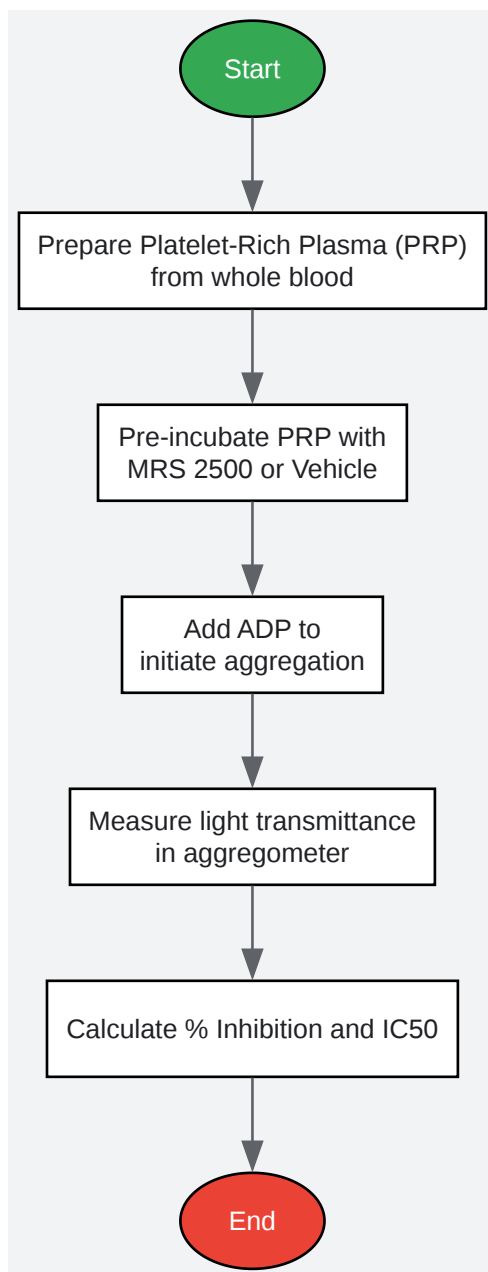 Start
Prepare Platelet-Rich Plasma (PRP)
from whole blood
Pre-incubate PRP with
MRS 2500 or Vehicle
Add ADP to
initiate aggregation
Measure light transmittance
in aggregometer
Calculate % Inhibition and IC50
End